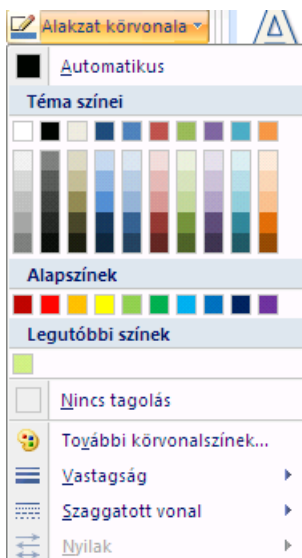 Alakzat körvonala
A
Automatikus
Téma színei
Alapszínek
Legutóbbi színek
Nincs tagolás
További körvonalszínek...
Vastagság
Szaggatott vonal
Nyilak